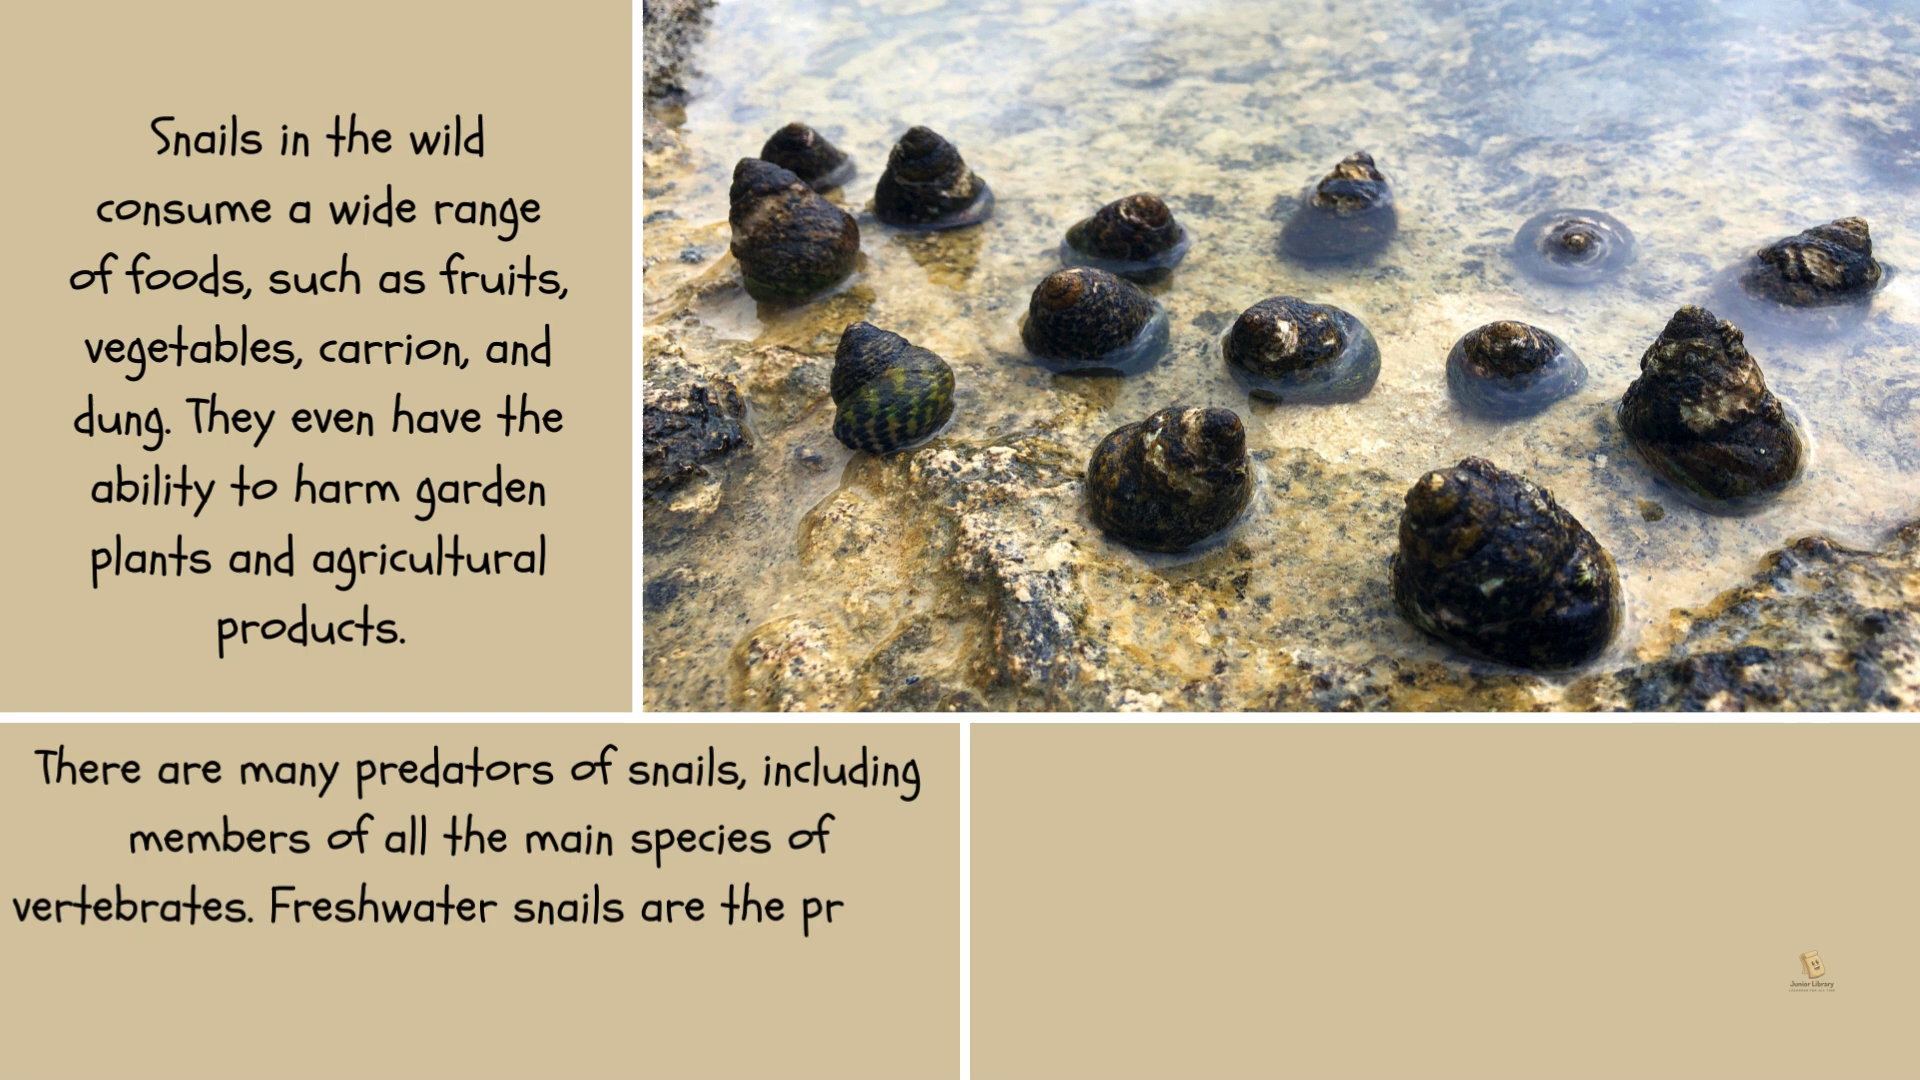 Snails in the wild
consume a wide range
of foods, such as fruits,
vegetables, carrion, and
dung. They even have the
ability to harm garden
plants and agricultural
products.
There are many predators of snails, including
members of all the main species of
vertebrates. Freshwater snails are the pr
Junior Library